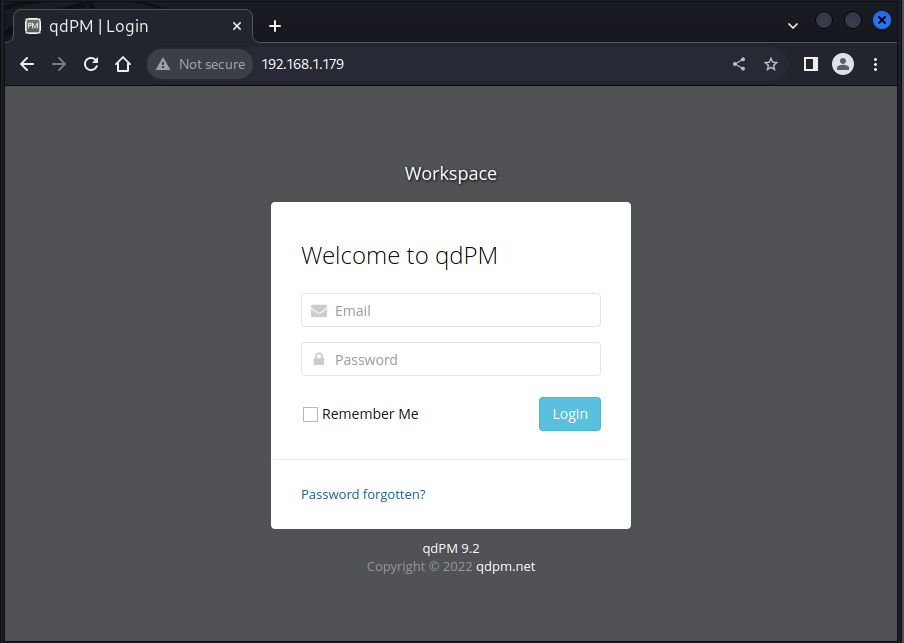 PM qdPM | Login
Not secure 192.168.1.179
Workspace
Welcome to qdPM
Email
Password
Remember Me
Login
Password forgotten?
qdPM 9.2
Copyright © 2022 qdpm.net